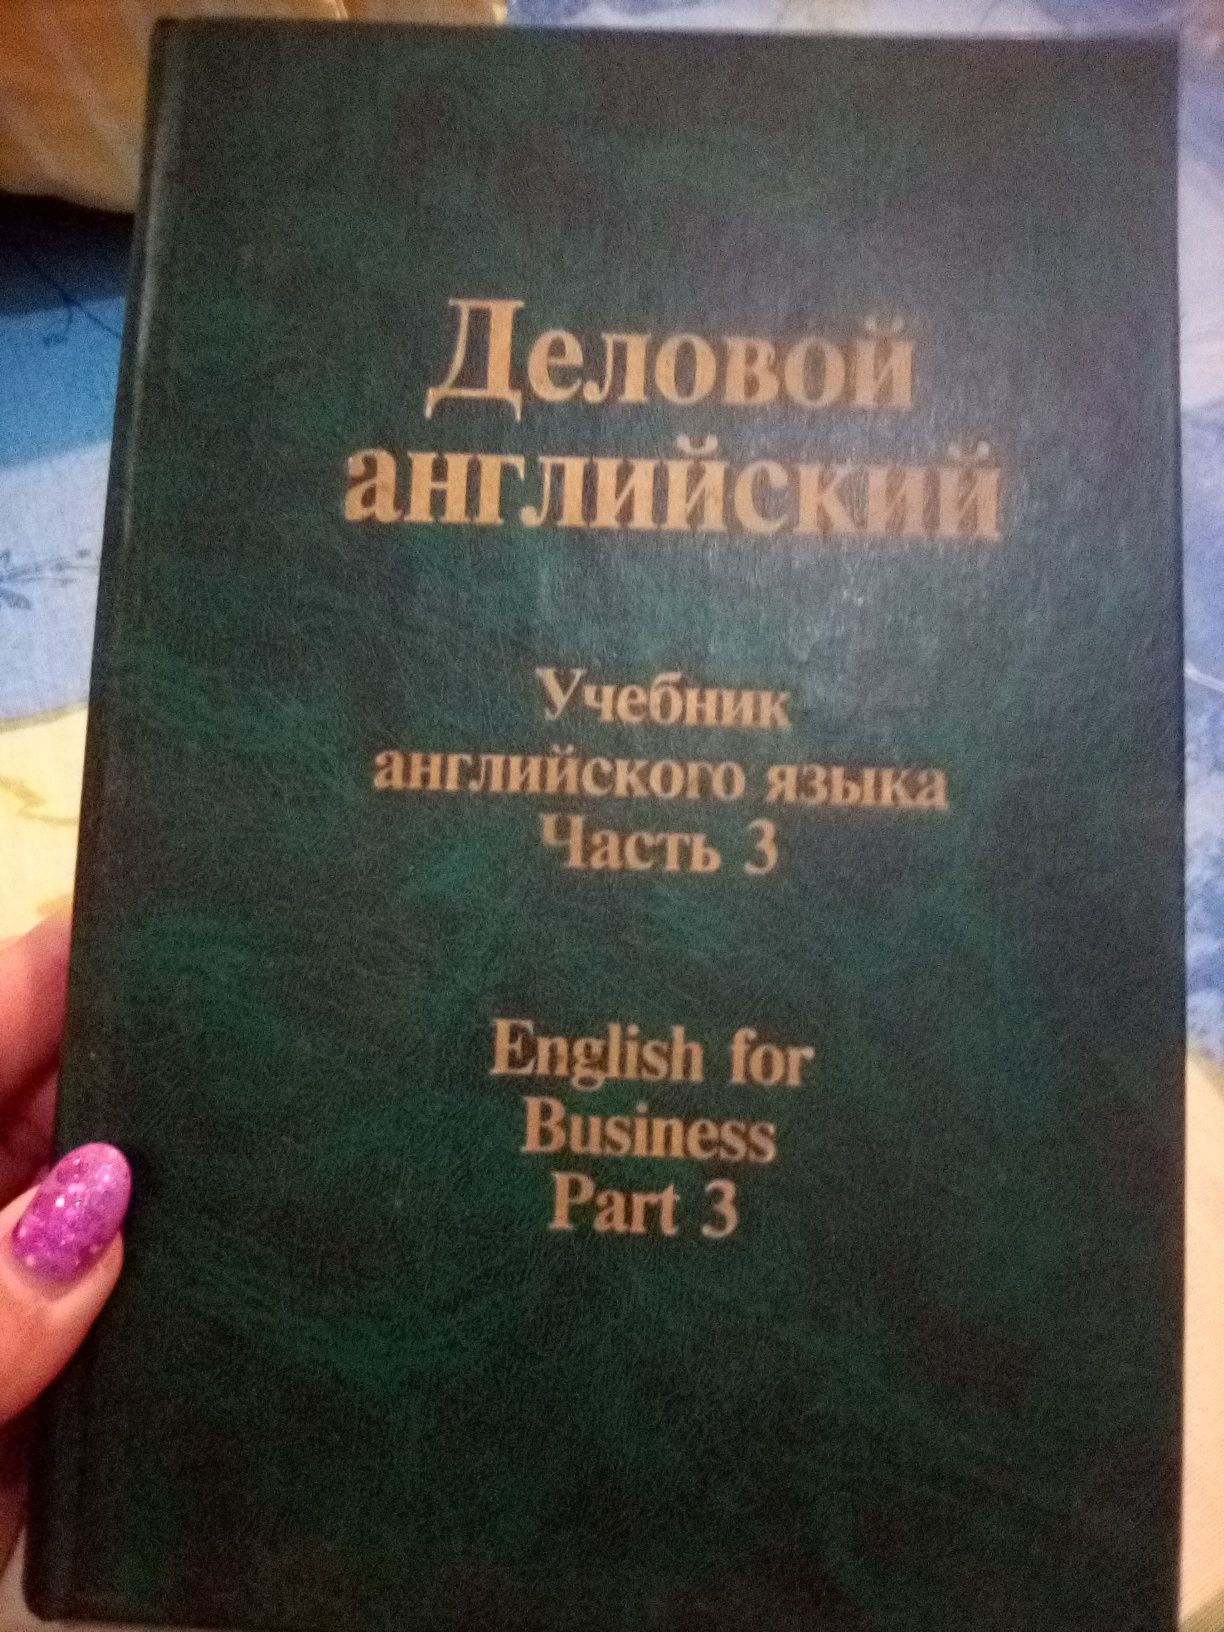 Деловой
английский
Учебник
английского языка
Часть 3
English for
Business
Part 3